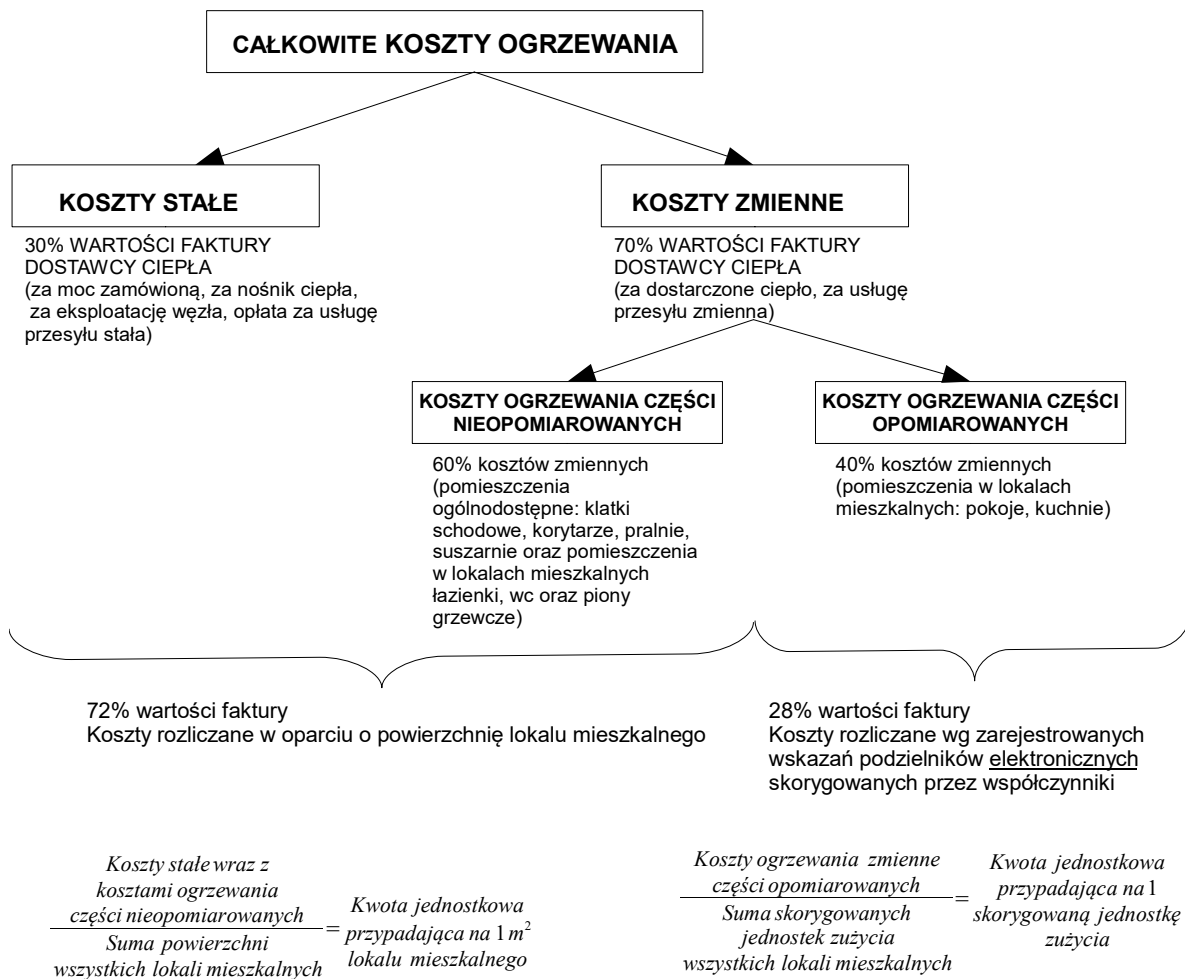 CAŁKOWITE KOSZTY OGRZEWANIA
KOSZTY STAŁE
30% WARTOŚCI FAKTURY
DOSTAWCY CIEPŁA
(za moc zamówioną, za nośnik ciepła,
za eksploatację węzła, opłata za usługę
przesyłu stała)
KOSZTY ZMIENNE
70% WARTOŚCI FAKTURY
DOSTAWCY CIEPŁA
(za dostarczone ciepło, za usługę
przesyłu zmienna)
KOSZTY OGRZEWANIA CZĘŚCI
NIEOPOMIAROWANYCH
60% kosztów zmiennych
(pomieszczenia
ogólnodostępne: klatki
schodowe, korytarze, pralnie,
suszarnie oraz pomieszczenia
w lokalach mieszkalnych
łazienki, wc oraz piony
grzewcze)
KOSZTY OGRZEWANIA CZĘŚCI
OPOMIAROWANYCH
40% kosztów zmiennych
(pomieszczenia w lokalach
mieszkalnych: pokoje, kuchnie)
72% wartości faktury
Koszty rozliczane w oparciu o powierzchnię lokalu mieszkalnego
28% wartości faktury
Koszty rozliczane wg zarejestrowanych
wskazań podzielników elektronicznych
skorygowanych przez współczynniki
Koszty stałe wraz z
kosztami ogrzewania
części nieopomiarowanych
Suma powierzchni
wszystkich lokali mieszkalnych
=
Kwota jednostkowa
przypadająca na 1 m²
lokalu mieszkalnego
Koszty ogrzewania zmienne
części opomiarowanych
Suma skorygowanych
jednostek zużycia
wszystkich lokali mieszkalnych
=
Kwota jednostkowa
przypadająca na 1
skorygowaną jednostkę
zużycia